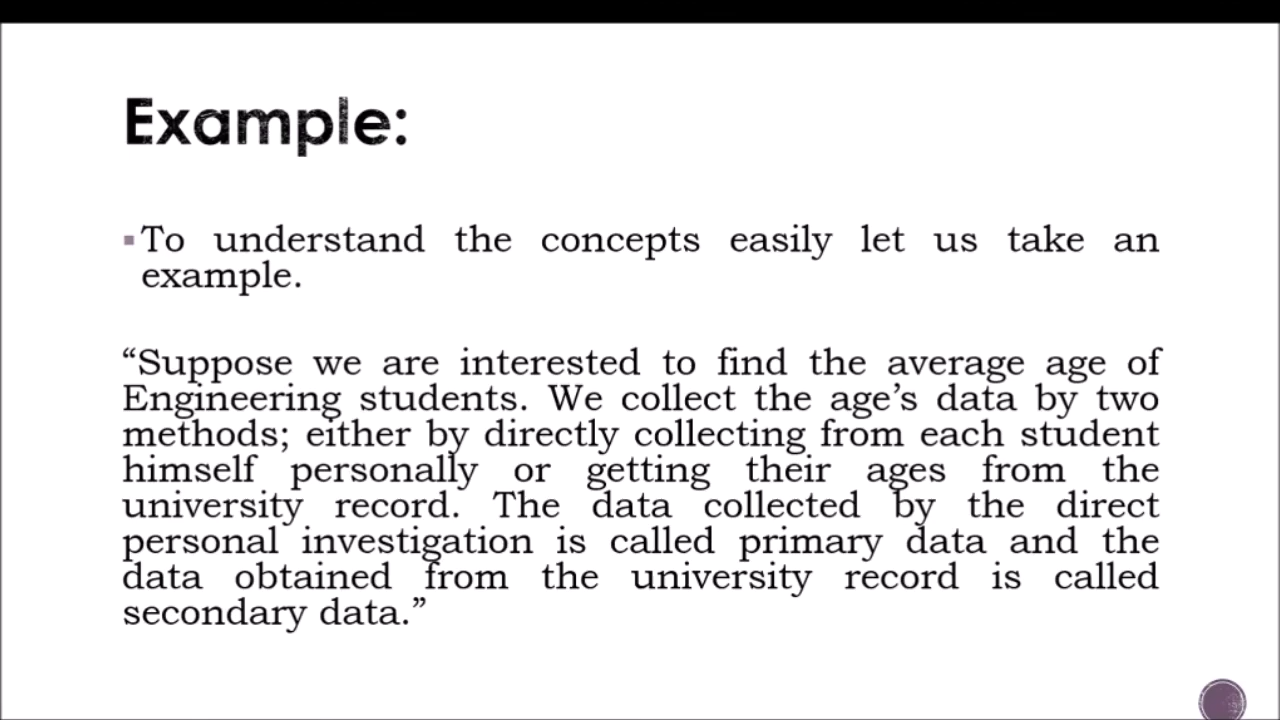 Example:
▪To understand the concepts easily let us take an
example.
“Suppose we are interested to find the average age of
Engineering students. We collect the age’s data by two
methods; either by directly collecting from each student
himself personally or getting their ages from the
university record. The data collected by the direct
personal investigation is called primary data and the
data obtained from the university record is called
secondary data.”